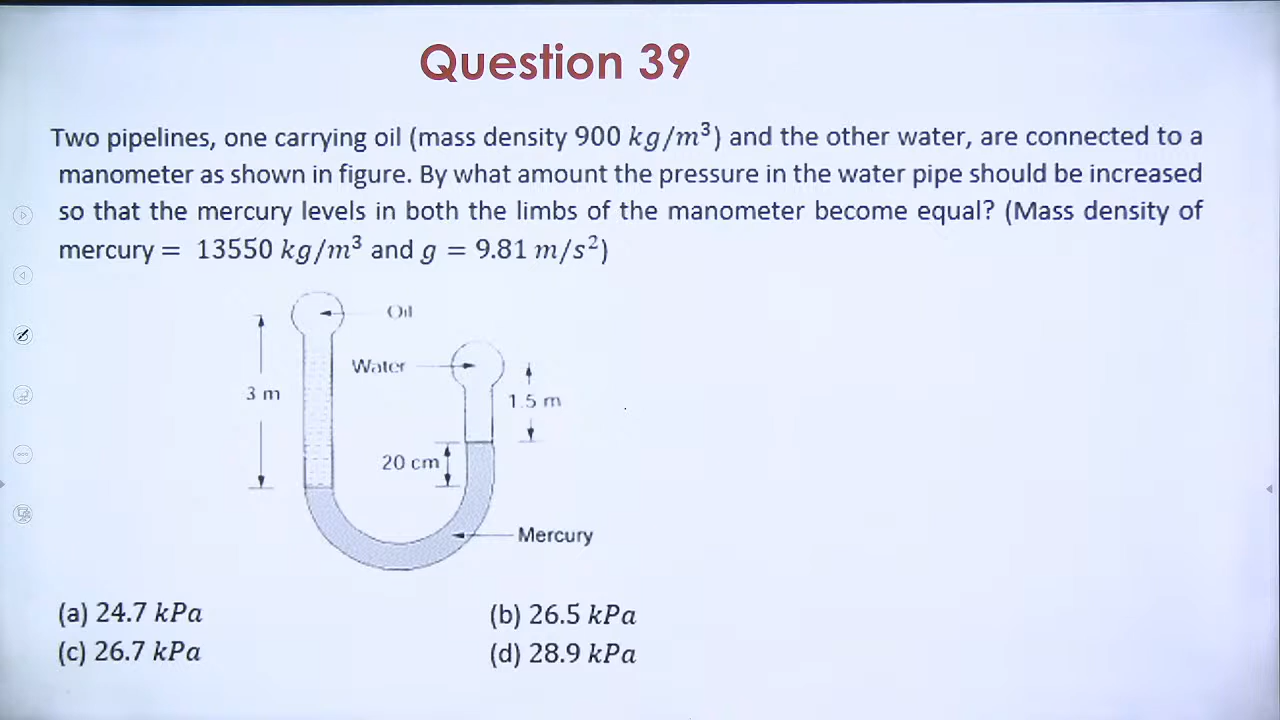 Question 39
Two pipelines, one carrying oil (mass density 900 kg/m³) and the other water, are connected to a
manometer as shown in figure. By what amount the pressure in the water pipe should be increased
so that the mercury levels in both the limbs of the manometer become equal? (Mass density of
mercury = 13550 kg/m³ and g = 9.81 m/s²)
Oil
Water
3 m
1.5 m
20 cm
Mercury
(a) 24.7 kPa
(b) 26.5 kPa
(c) 26.7 kPa
(d) 28.9 kPa